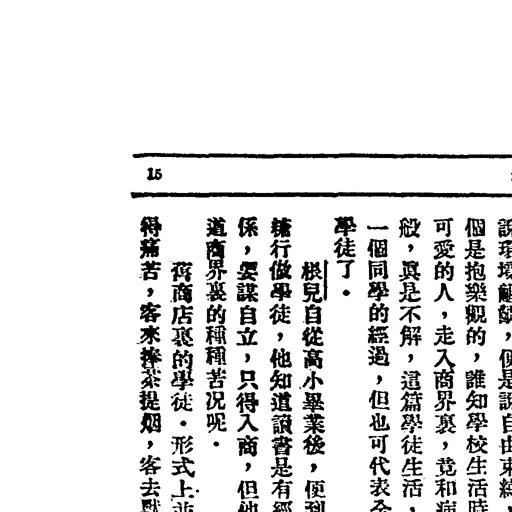 15
說環境齷齪，便是說自由束縛，
個是抱樂觀的，誰知學校生活時
可愛的人，走入商界裏，竟和病
般，眞是不解，這篇學徒生活，
一個同學的經過，但也可代表全
學徒了．
根兒自從高小畢業後，便到
糖行做學徒，他知道讀書是有經
係，要謀自立，只得入商，但他
道商界裏的種種苦况呢．
舊商店裏的學徒．形式上並
得痛苦，客來捧茶提烟，客去獸